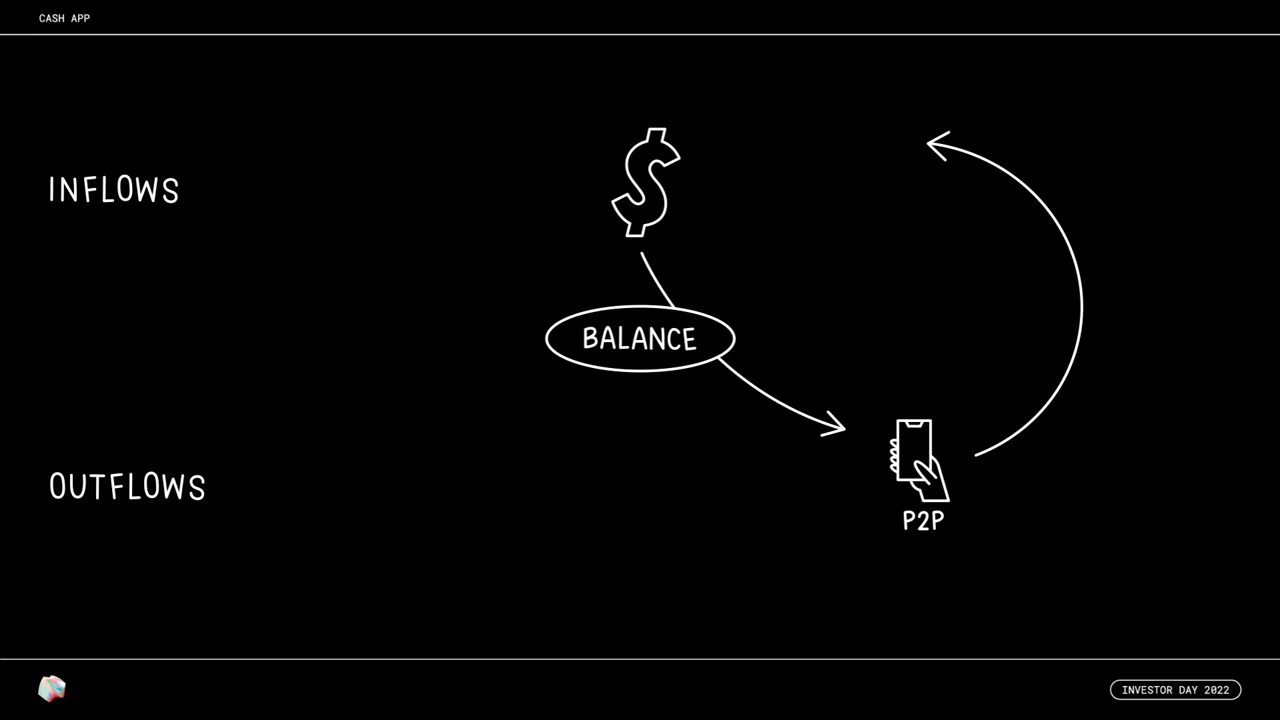 CASH APP
INFLOWS
BALANCE
OUTFLOWS
P2P
INVESTOR DAY 2022